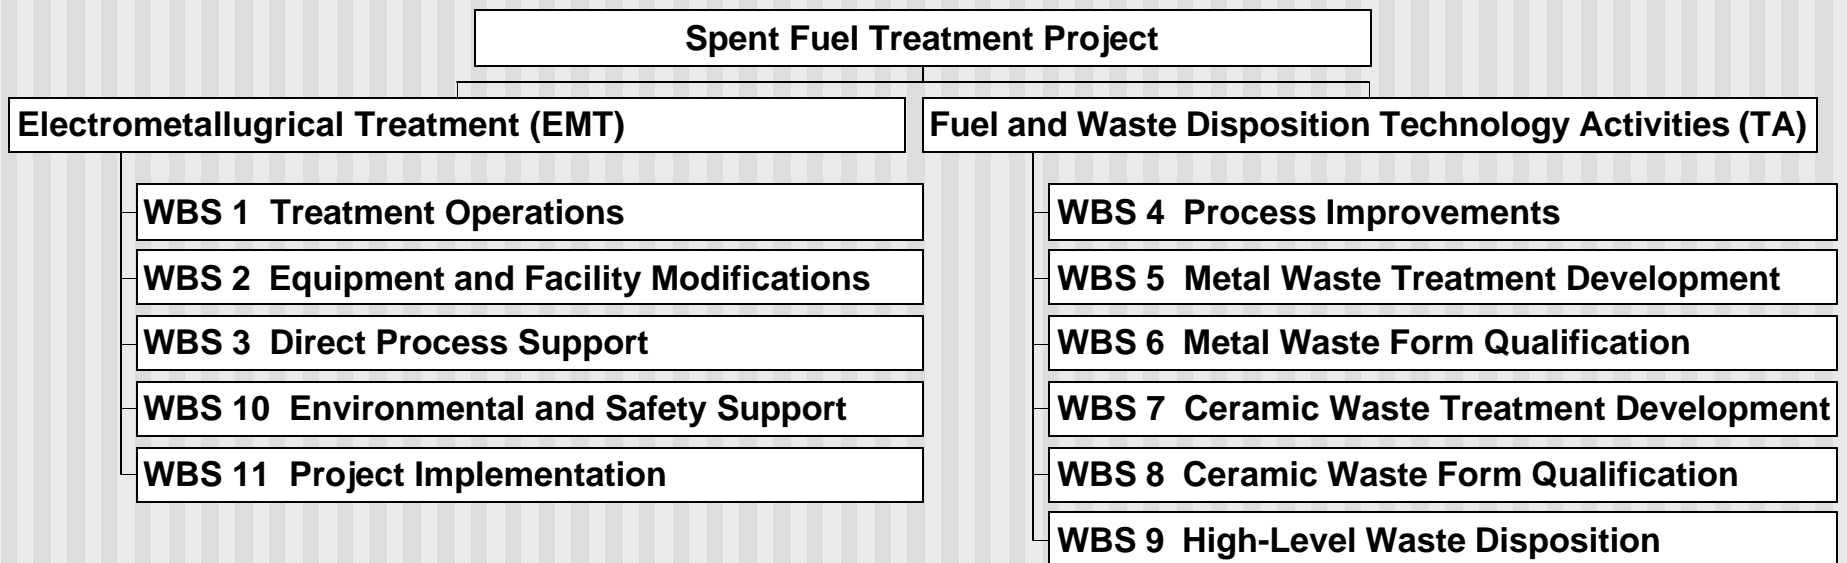 Spent Fuel Treatment Project
Electrometallugrical Treatment (EMT)
WBS 1 Treatment Operations
WBS 2 Equipment and Facility Modifications
WBS 3 Direct Process Support
WBS 10 Environmental and Safety Support
WBS 11 Project Implementation
Fuel and Waste Disposition Technology Activities (TA)
WBS 4 Process Improvements
WBS 5 Metal Waste Treatment Development
WBS 6 Metal Waste Form Qualification
WBS 7 Ceramic Waste Treatment Development
WBS 8 Ceramic Waste Form Qualification
WBS 9 High-Level Waste Disposition